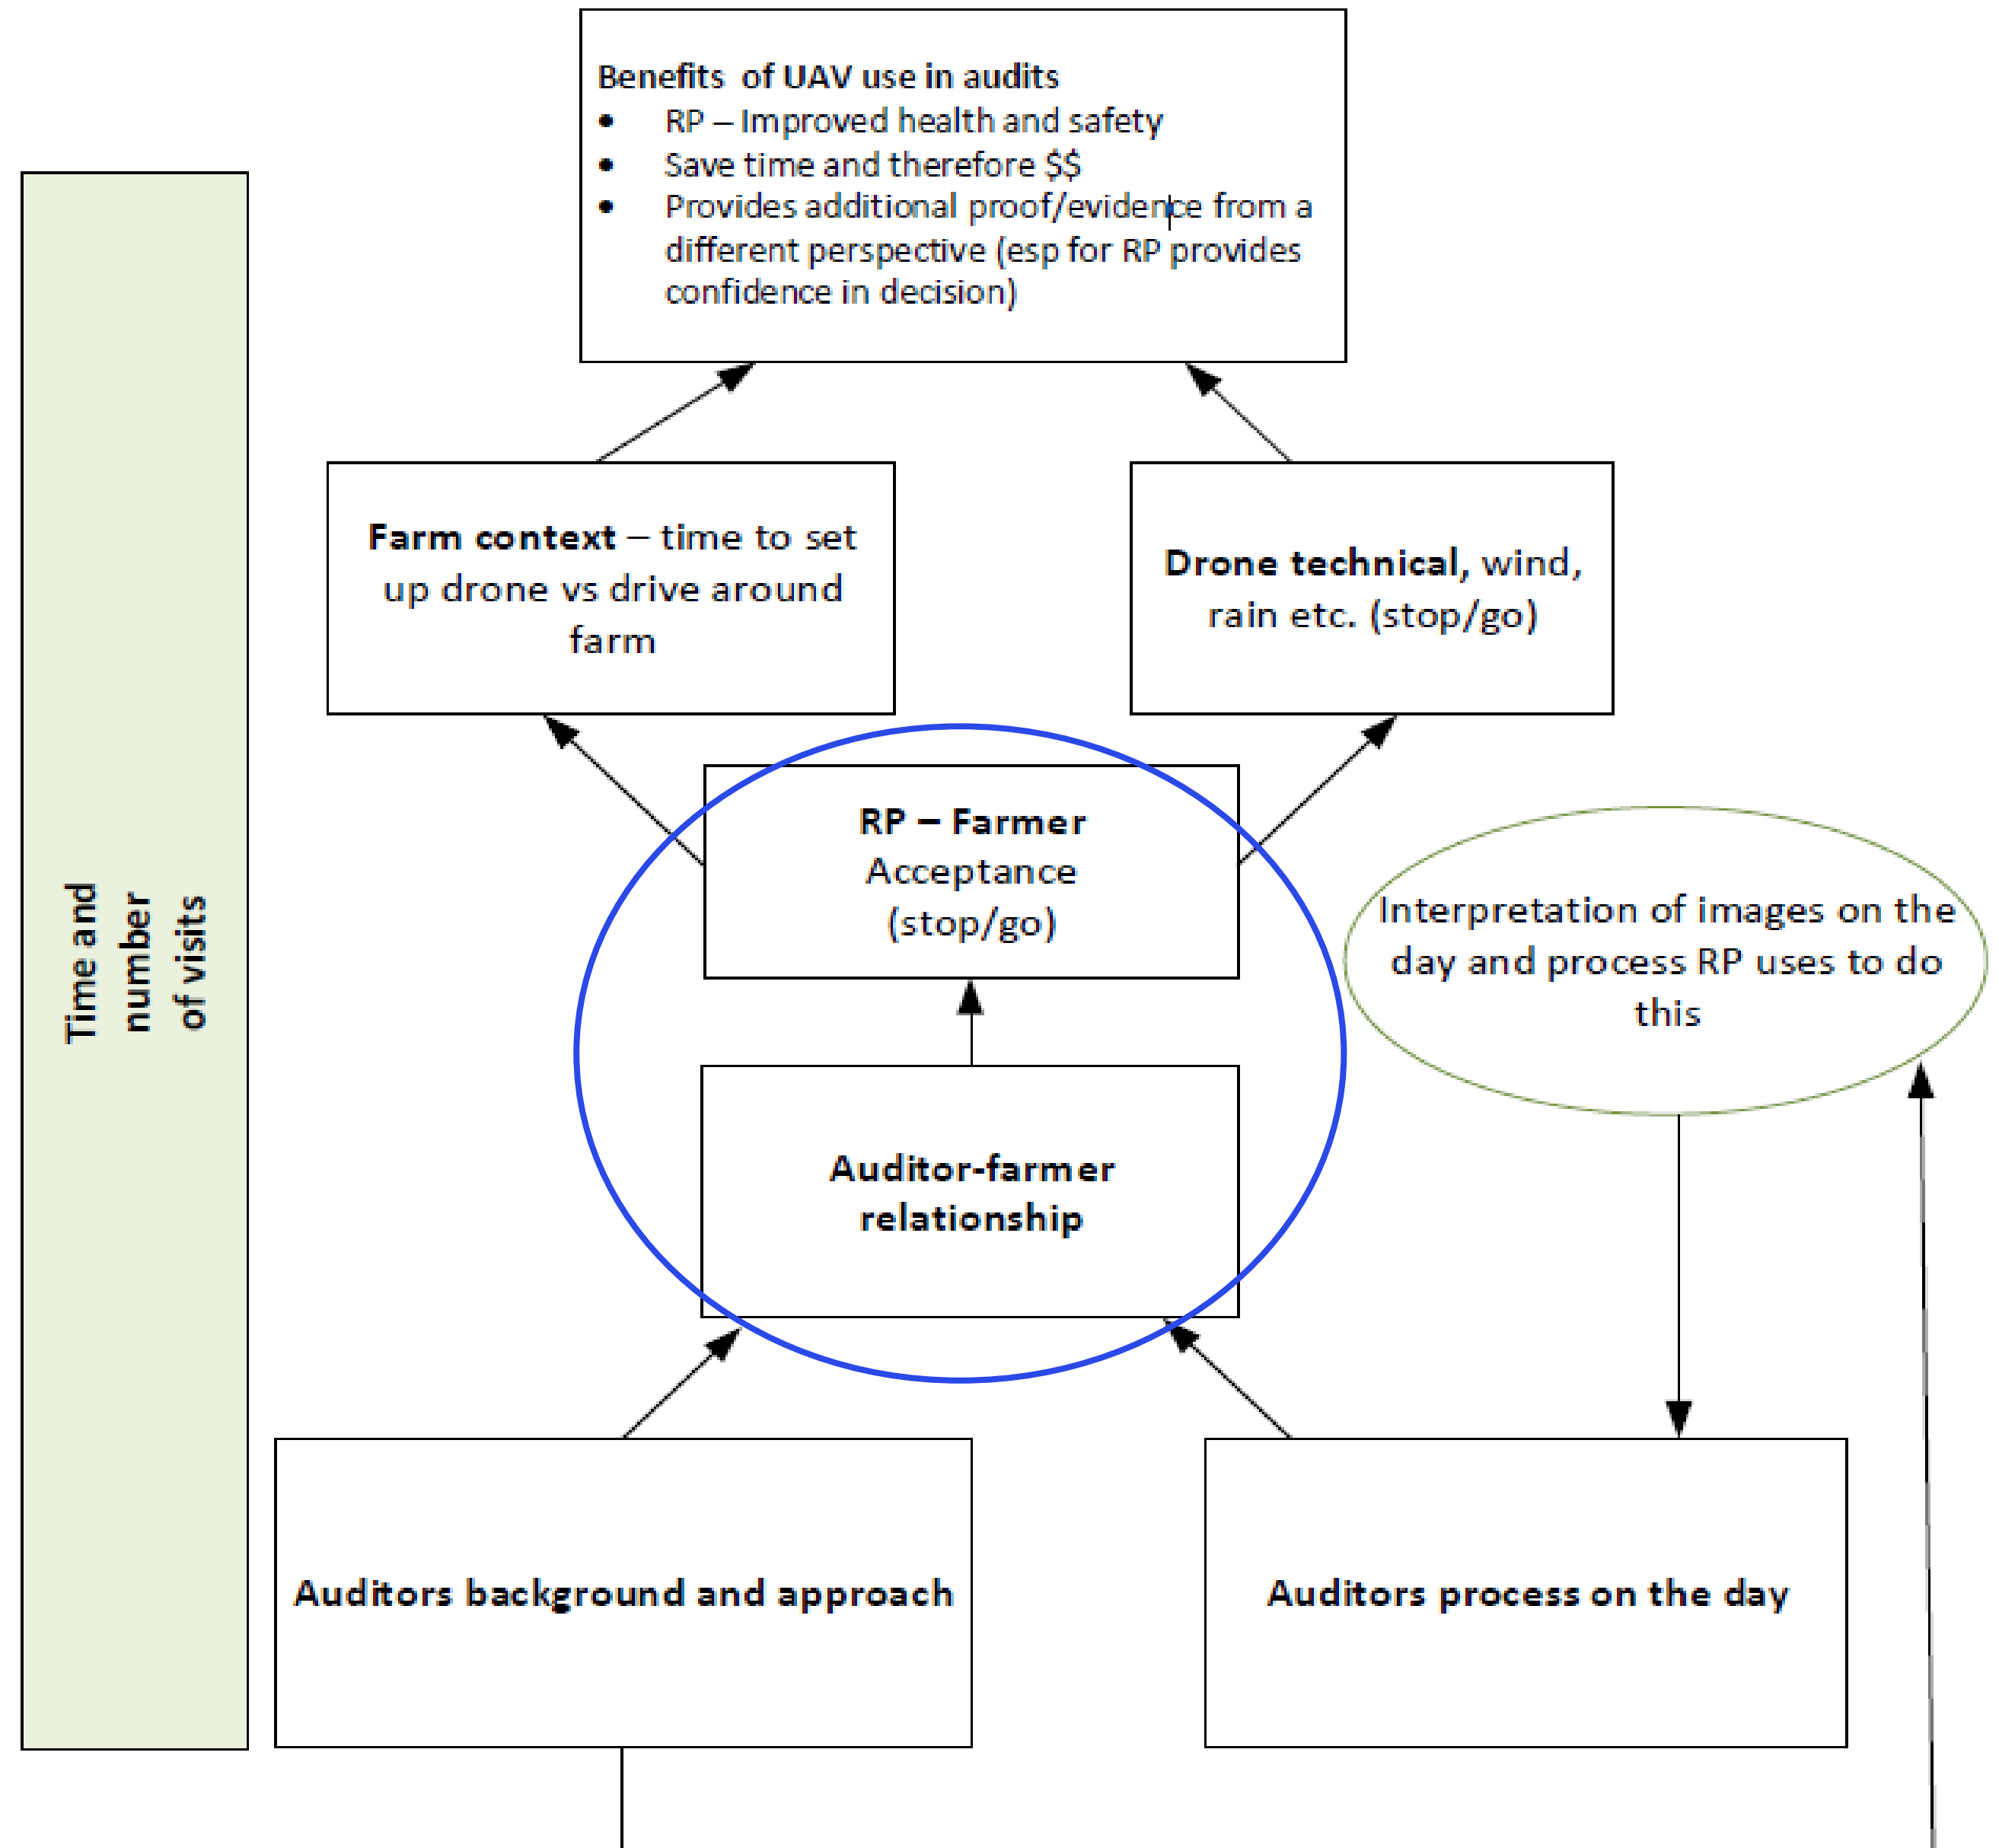 Benefits of UAV use in audits
• RP – Improved health and safety
• Save time and therefore $$
• Provides additional proof/evidence from a
different perspective (esp for RP provides
confidence in decision)
Farm context – time to set
up drone vs drive around
farm
Drone technical, wind,
rain etc. (stop/go)
Time and
number
of visits
RP – Farmer
Acceptance
(stop/go)
Interpretation of images on the
day and process RP uses to do
this
Auditor-farmer
relationship
Auditors background and approach
Auditors process on the day